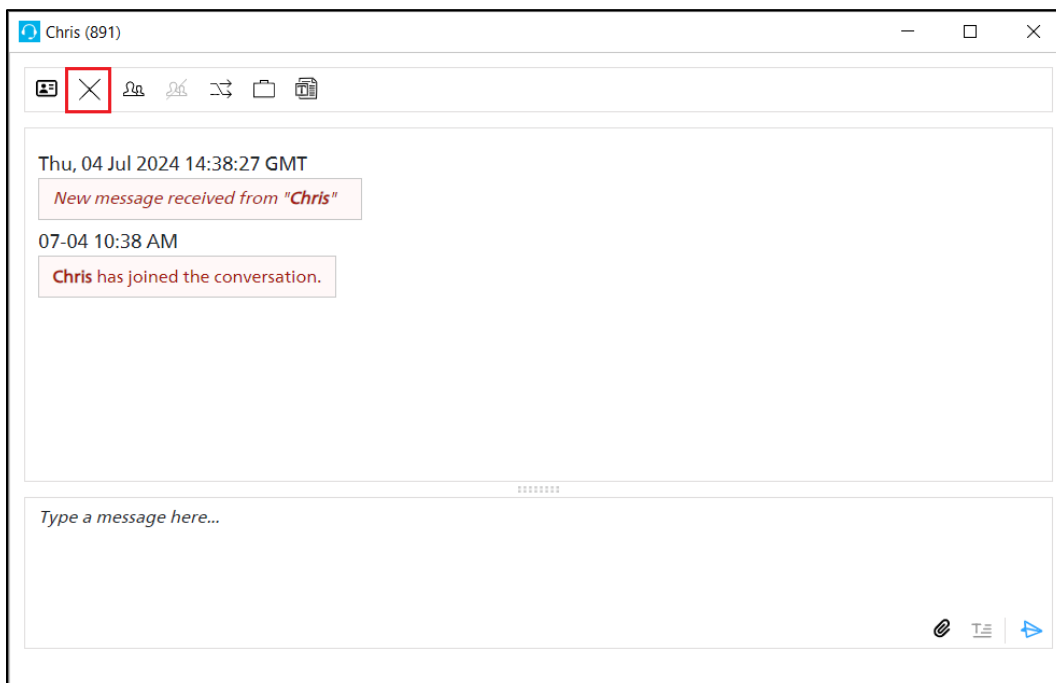 Chris (891)
Thu, 04 Jul 2024 14:38:27 GMT
New message received from "Chris"
07-04 10:38 AM
Chris has joined the conversation.
Type a message here...